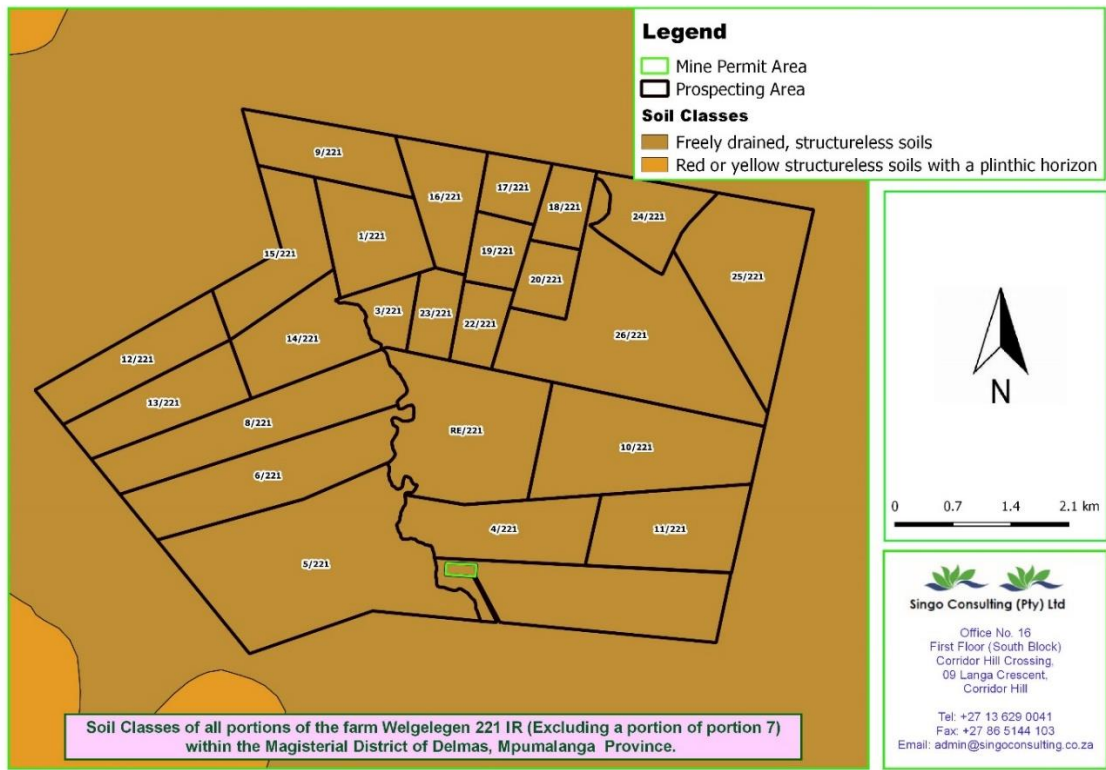 Legend
Mine Permit Area
Prospecting Area
Soil Classes
Freely drained, structureless soils
Red or yellow structureless soils with a plinthic horizon
9/221
16/221
17/221
18/221
24/221
1/221
19/221
15/221
20/221
25/221
3/221
23/221
22/221
26/221
14/221
12/221
13/221
8/221
RE/221
10/221
6/221
4/221
11/221
5/221
N
0 0.7 1.4 2.1 km
Singo Consulting (Pty) Ltd
Office No. 16
First Floor (South Block)
Corridor Hill Crossing,
09 Langa Crescent,
Corridor Hill
Tel: +27 13 629 0041
Fax: +27 86 5144 103
Email: admin@singoconsulting.co.za
Soil Classes of all portions of the farm Welgelegen 221 IR (Excluding a portion of portion 7)
within the Magisterial District of Delmas, Mpumalanga Province.